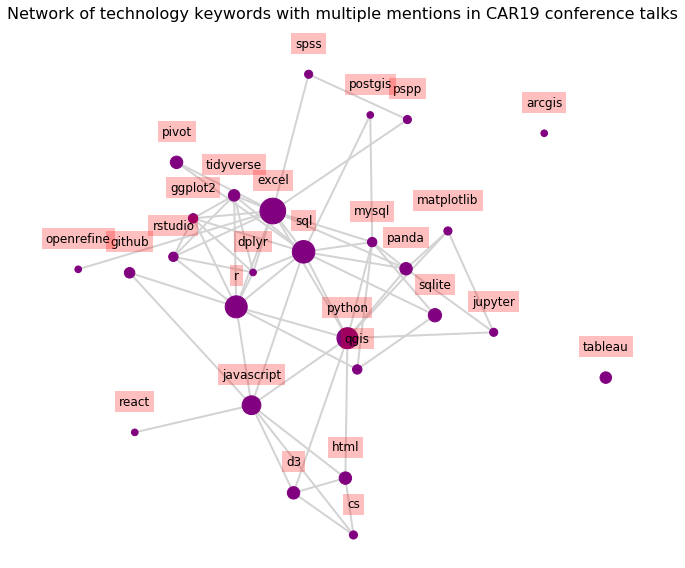 Network of technology keywords with multiple mentions in CAR19 conference talks
spss
postgis
pspp
arcgis
pivot
tidyverse
excel
ggplot2
matplotlib
mysql
sql
rstudio
openrefine
github
dplyr
panda
r
sqlite
jupyter
python
qgis
tableau
javascript
react
html
d3
cs